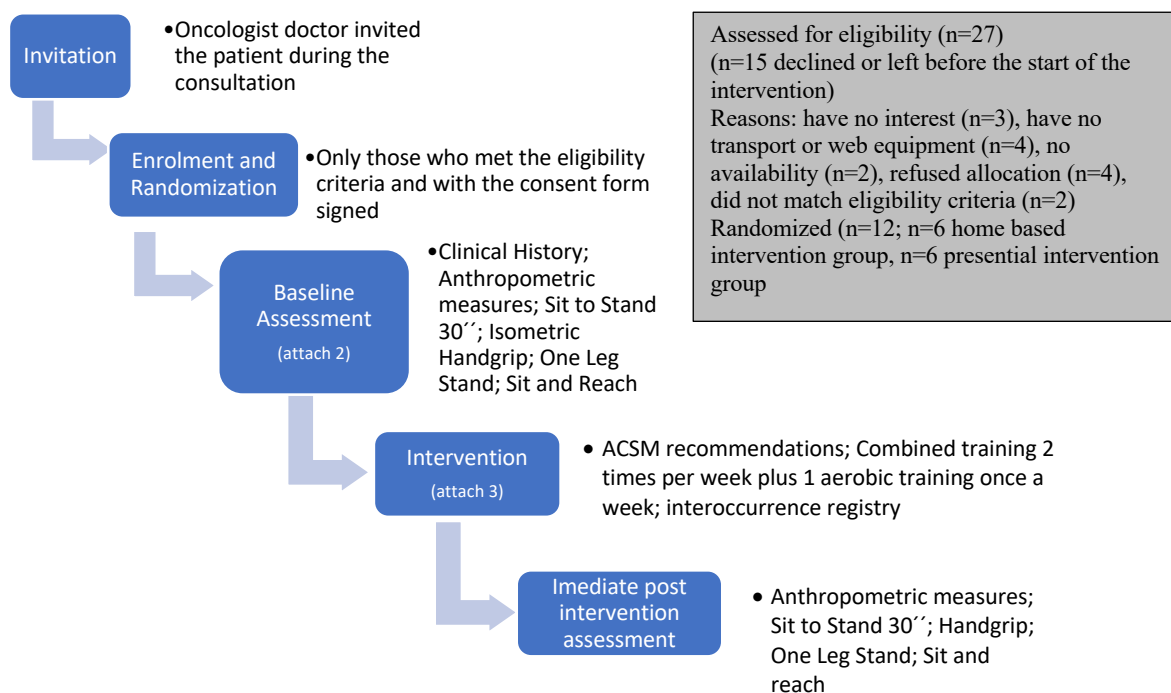 Invitation
•Oncologist doctor invited
the patient during the
consultation
Assessed for eligibility (n=27)
(n=15 declined or left before the start of the
intervention)
Reasons: have no interest (n=3), have no
transport or web equipment (n=4), no
availability (n=2), refused allocation (n=4),
did not match eligibility criteria (n=2)
Randomized (n=12; n=6 home based
intervention group, n=6 presential intervention
group
Enrolment and
Randomization
•Only those who met the eligibility
criteria and with the consent form
signed
Baseline
Assessment
(attach 2)
•Clinical History;
Anthropometric
measures; Sit to Stand
30´´; Isometric
Handgrip; One Leg
Stand; Sit and Reach
Intervention
(attach 3)
• ACSM recommendations; Combined training 2
times per week plus 1 aerobic training once a
week; interoccurrence registry
Imediate post
intervention
assessment
• Anthropometric measures;
Sit to Stand 30´´; Handgrip;
One Leg Stand; Sit and
reach